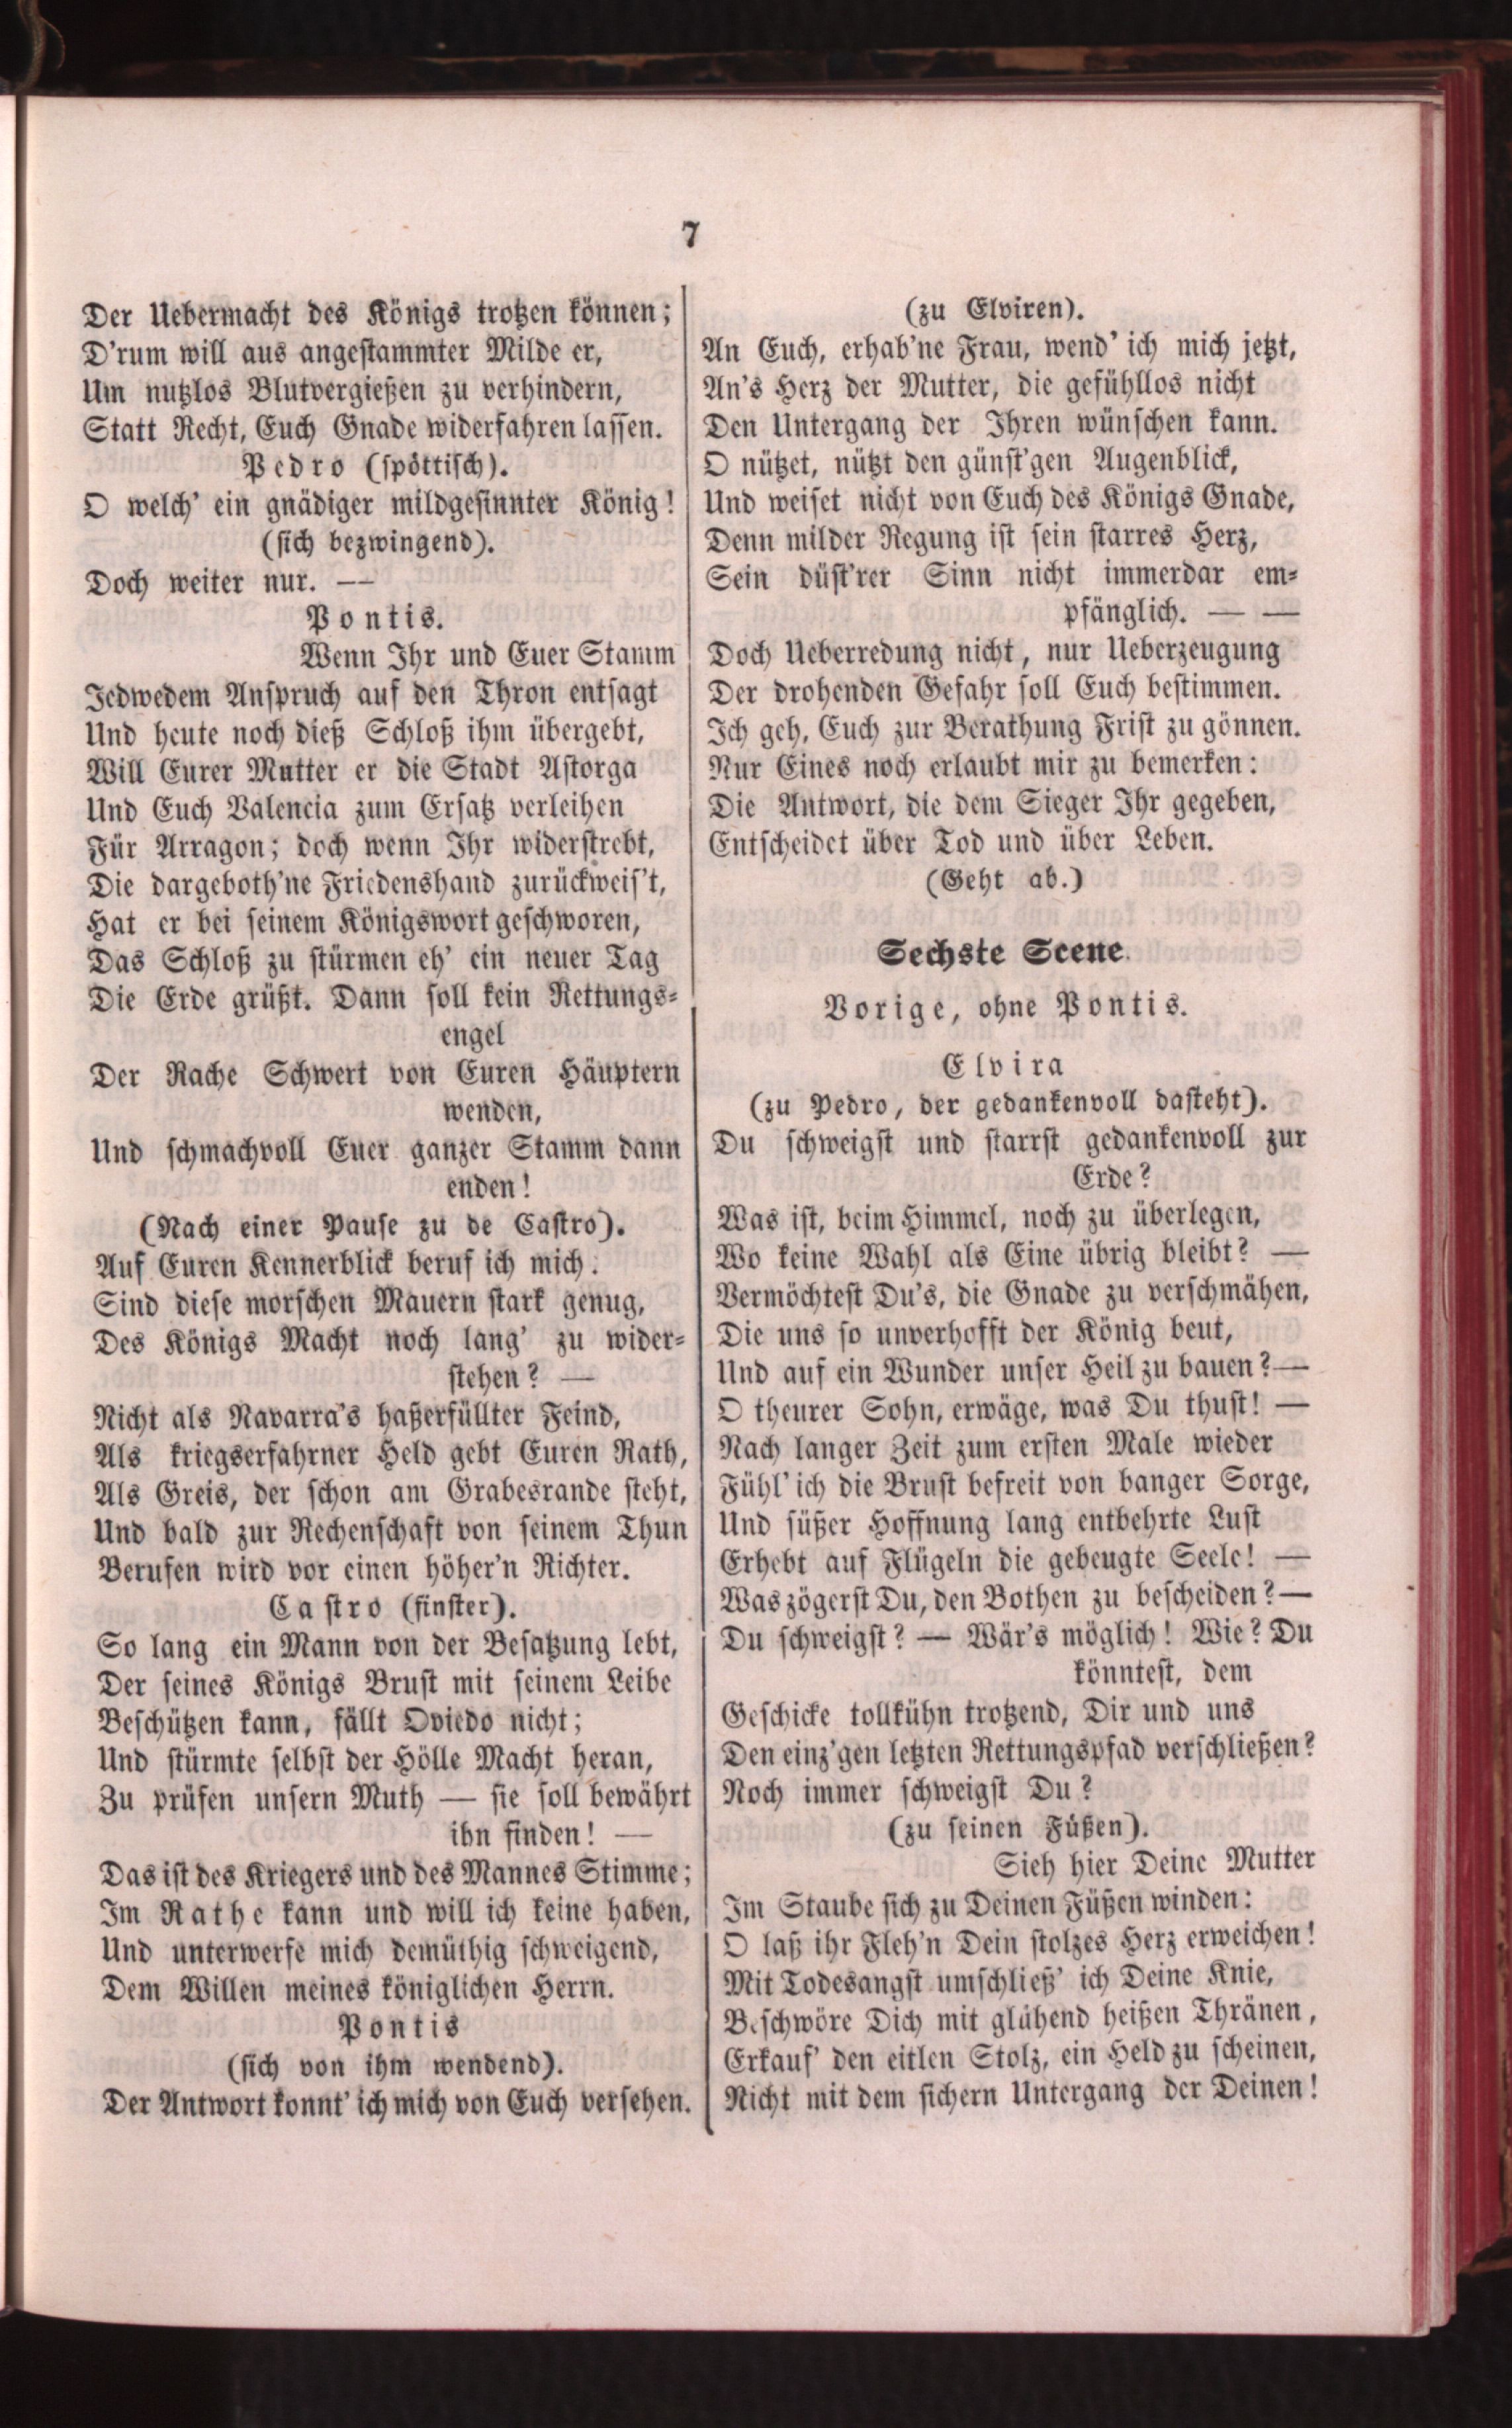 7
Der Uebermacht des Königs trotzen können;
D'rum will aus angestammter Milde er,
Um nutzlos Blutvergießen zu verhindern,
Statt Recht, Euch Gnade widerfahren lassen.
Pedro (spöttisch).
O welch' ein gnädiger mildgesinnter König!
(sich bezwingend).
Doch weiter nur. —
Pontis.
Wenn Ihr und Euer Stamm
Jedwedem Anspruch auf den Thron entsagt
Und heute noch dieß Schloß ihm übergebt,
Will Eurer Mutter er die Stadt Astorga
Und Euch Valencia zum Ersatz verleihen
Für Arragon; doch wenn Ihr widerstrebt,
Die dargeboth'ne Friedenshand zurückweis't,
Hat er bei seinem Königswort geschworen,
Das Schloß zu stürmen eh' ein neuer Tag
Die Erde grüßt. Dann soll kein Rettungs-
engel
Der Rache Schwert von Euren Häuptern
wenden,
Und schmachvoll Euer ganzer Stamm dann
enden!
(Nach einer Pause zu de Castro).
Auf Euren Kennerblick beruf ich mich.
Sind diese morschen Mauern stark genug,
Des Königs Macht noch lang' zu wider-
stehen? —
Nicht als Navarra's haßerfüllter Feind,
Als kriegserfahrner Held gebt Euren Rath,
Als Greis, der schon am Grabesrande steht,
Und bald zur Rechenschaft von seinem Thun
Berufen wird vor einen höher'n Richter.
Castro (finster).
So lang ein Mann von der Besatzung lebt,
Der seines Königs Brust mit seinem Leibe
Beschützen kann, fällt Oviedo nicht;
Und stürmte selbst der Hölle Macht heran,
Zu prüfen unsern Muth — sie soll bewährt
ihn finden! —
Das ist des Kriegers und des Mannes Stimme;
Im Rathe kann und will ich keine haben,
Und unterwerfe mich demüthig schweigend,
Dem Willen meines königlichen Herrn.
Pontis
(sich von ihm wendend).
Der Antwort konnt' ich mich von Euch versehen.
(zu Elviren).
An Euch, erhab'ne Frau, wend' ich mich jetzt,
An's Herz der Mutter, die gefühllos nicht
Den Untergang der Ihren wünschen kann.
O nützet, nützt den günst'gen Augenblick,
Und weiset nicht von Euch des Königs Gnade,
Denn milder Regung ist sein starres Herz,
Sein düst'rer Sinn nicht immerdar em-
pfänglich. — —
Doch Ueberredung nicht, nur Ueberzeugung
Der drohenden Gefahr soll Euch bestimmen.
Ich geh, Euch zur Berathung Frist zu gönnen.
Nur Eines noch erlaubt mir zu bemerken:
Die Antwort, die dem Sieger Ihr gegeben,
Entscheidet über Tod und über Leben.
(Geht ab.)
Sechste Scene.
Vorige, ohne Pontis.
Elvira
(zu Pedro, der gedankenvoll dasteht).
Du schweigst und starrst gedankenvoll zur
Erde?
Was ist, beim Himmel, noch zu überlegen,
Wo keine Wahl als Eine übrig bleibt? —
Vermöchtest Du's, die Gnade zu verschmähen,
Die uns so unverhofft der König beut,
Und auf ein Wunder unser Heil zu bauen? —
O theurer Sohn, erwäge, was Du thust! —
Nach langer Zeit zum ersten Male wieder
Fühl' ich die Brust befreit von banger Sorge,
Und süßer Hoffnung lang entbehrte Lust
Erhebt auf Flügeln die gebeugte Seele! —
Was zögerst Du, den Bothen zu bescheiden? —
Du schweigst? — Wär's möglich! Wie? Du
könntest, dem
Geschicke tollkühn trotzend, Dir und uns
Den einz'gen letzten Rettungspfad verschließen?
Noch immer schweigst Du?
(zu seinen Füßen).
Sieh hier Deine Mutter
Im Staube sich zu Deinen Füßen winden:
O laß ihr Fleh'n Dein stolzes Herz erweichen!
Mit Todesangst umschließ' ich Deine Knie,
Beschwöre Dich mit glühend heißen Thränen,
Erkauf' den eitlen Stolz, ein Held zu scheinen,
Nicht mit dem sichern Untergang der Deinen!